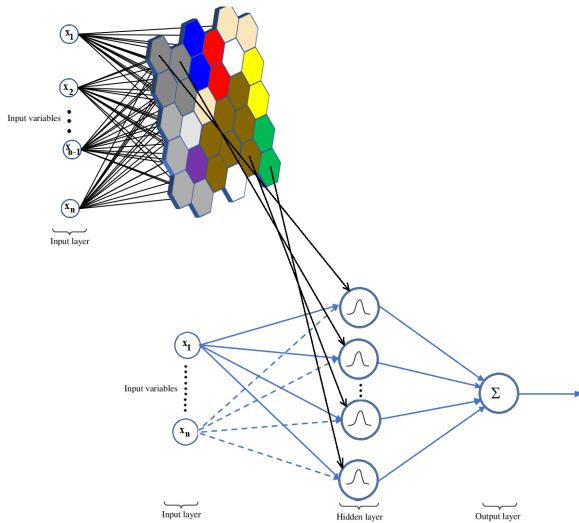 x1
x2
Input variables
xn-1
xn
Input layer
x1
Input variables
xn
Σ
Input layer
Hidden layer
Output layer